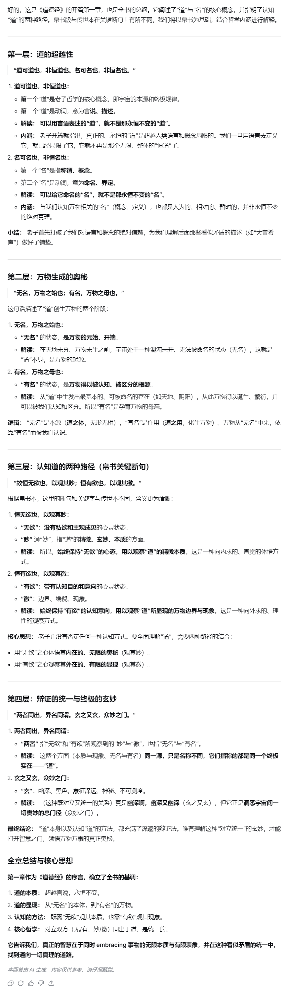 好的，这是《道德经》的开篇第一章，也是全书的总纲。它阐述了“道”与“名”的核心概念，并指明了认知
“道”的两种路径。帛书版与传世本在关键断句上有所不同，我们将以帛书为基础，结合哲学内涵进行解释。
第一层：道的超越性
“道可道也，非恒道也。名可名也，非恒名也。”
1. 道可道也，非恒道也：
第一个“道”是老子哲学的核心概念，即宇宙的本源和终极规律。
第二个“道”是动词，意为言说、描述。
解读： 可以用言语表述的“道”，就不是那永恒不变的“道”。
内涵： 老子开篇就指出，真正的、永恒的“道”是超越人类语言和概念局限的。我们一旦用语言去定义
它，就已经局限了它，它就不再是那个无限、整体的“恒道”了。
2. 名可名也，非恒名也：
第一个“名”是指称谓、概念。
第二个“名”是动词，意为命名、界定。
解读： 可以给它命名的“名”，就不是那永恒不变的“名”。
内涵： 与我们认知万物相关的“名”（概念、定义），也都是人为的、相对的、暂时的，并非永恒不变
的绝对真理。
小结： 老子首先打破了我们对语言和概念的绝对信赖，为我们理解后面那些看似矛盾的描述（如“大音希
声”）做好了铺垫。
第二层：万物生成的奥秘
“无名，万物之始也；有名，万物之母也。”
这句话描述了“道”创生万物的两个阶段：
1. 无名，万物之始也：
“无名” 的状态，是万物的元始、开端。
解读： 在天地未分、万物未生之前，宇宙处于一种混沌未开、无法被命名的状态（无名），这就是
“道”本身，是万物的起源。
2. 有名，万物之母也：
“有名” 的状态，是万物得以被认知、被区分的根源。
解读： 从“道”中生发出最基本的、可被命名的存在（如天地、阴阳），从此万物得以诞生、繁衍，并
可以被我们认知和区分。所以“有名”是孕育万物的母亲。
逻辑： “无名”是本源（道之体，无形无相），“有名”是作用（道之用，化生万物）。万物从“无名”中来，依
靠“有名”而被我们认识。
第三层：认知道的两种路径（帛书关键断句）
“故恒无欲也，以观其眇；恒有欲也，以观其徼。”
根据帛书本，这里的断句和关键字与传世本不同，含义更为清晰：
1. 恒无欲也，以观其眇：
“无欲”：没有私欲和主观成见的心灵状态。
“眇” 通“妙”，指“道”的精微、玄妙、本质的方面。
解读： 所以，始终保持“无欲”的心态，用以观察“道”的精微本质。这是一种向内求的、直觉的体悟方
式。
2. 恒有欲也，以观其徼：
“有欲”：带有认知目的和意向的心灵状态。
“徼”：边界、端倪、现象。
解读： 始终保持“有欲”的认知意向，用以观察“道”所显现的万物边界与现象。这是一种向外求的、理
性的观察方式。
核心思想： 老子并没有否定任何一种认知方式。要全面理解“道”，需要两种路径的结合：
• 用“无欲”之心体悟其内在的、无限的奥秘（观其妙）。
• 用“有欲”之心观察其外在的、有限的显现（观其徼）。
第四层：辩证的统一与终极的玄妙
“两者同出，异名同谓。玄之又玄，众妙之门。”
1. 两者同出，异名同谓：
“两者” 指“无欲”和“有欲”所观察到的“妙”与“徼”，也指“无名”与“有名”。
解读： 这两个方面（本质与现象、无名与有名）同一源，只是名称不同，它们指称的都是同一个终极
实在——“道”。
2. 玄之又玄，众妙之门：
“玄”：幽深、黑色，象征深远、神秘、不可测度。
解读： （这种既对立又统一的关系）真是幽深啊，幽深又幽深（玄之又玄），但它正是洞悉宇宙间一
切奥妙的总门径（众妙之门）。
最终结论： “道”本身以及认知“道”的方法，都充满了深邃的辩证法。唯有理解这种“对立统一”的玄妙，才能
打开智慧之门，领悟万物万事的真正奥秘。
全章总结与核心思想
第一章作为《道德经》的序言，确立了全书的基调：
1. 道的本质： 超越言说，永恒不变。
2. 道的显现： 从“无名”的本体，到“有名”的万物。
3. 认知的方法： 既需“无欲”观其本质，也需“有欲”观其现象。
4. 核心哲学： 对立双方（无/有、妙/徼）同出于道，是统一的。
它告诉我们，真正的智慧在于同时 embracing 事物的无限本质与有限表象，并在这种看似矛盾的统一中，
找到通向一切真理的道路。
本回答由 AI 生成，内容仅供参考，请仔细甄别。